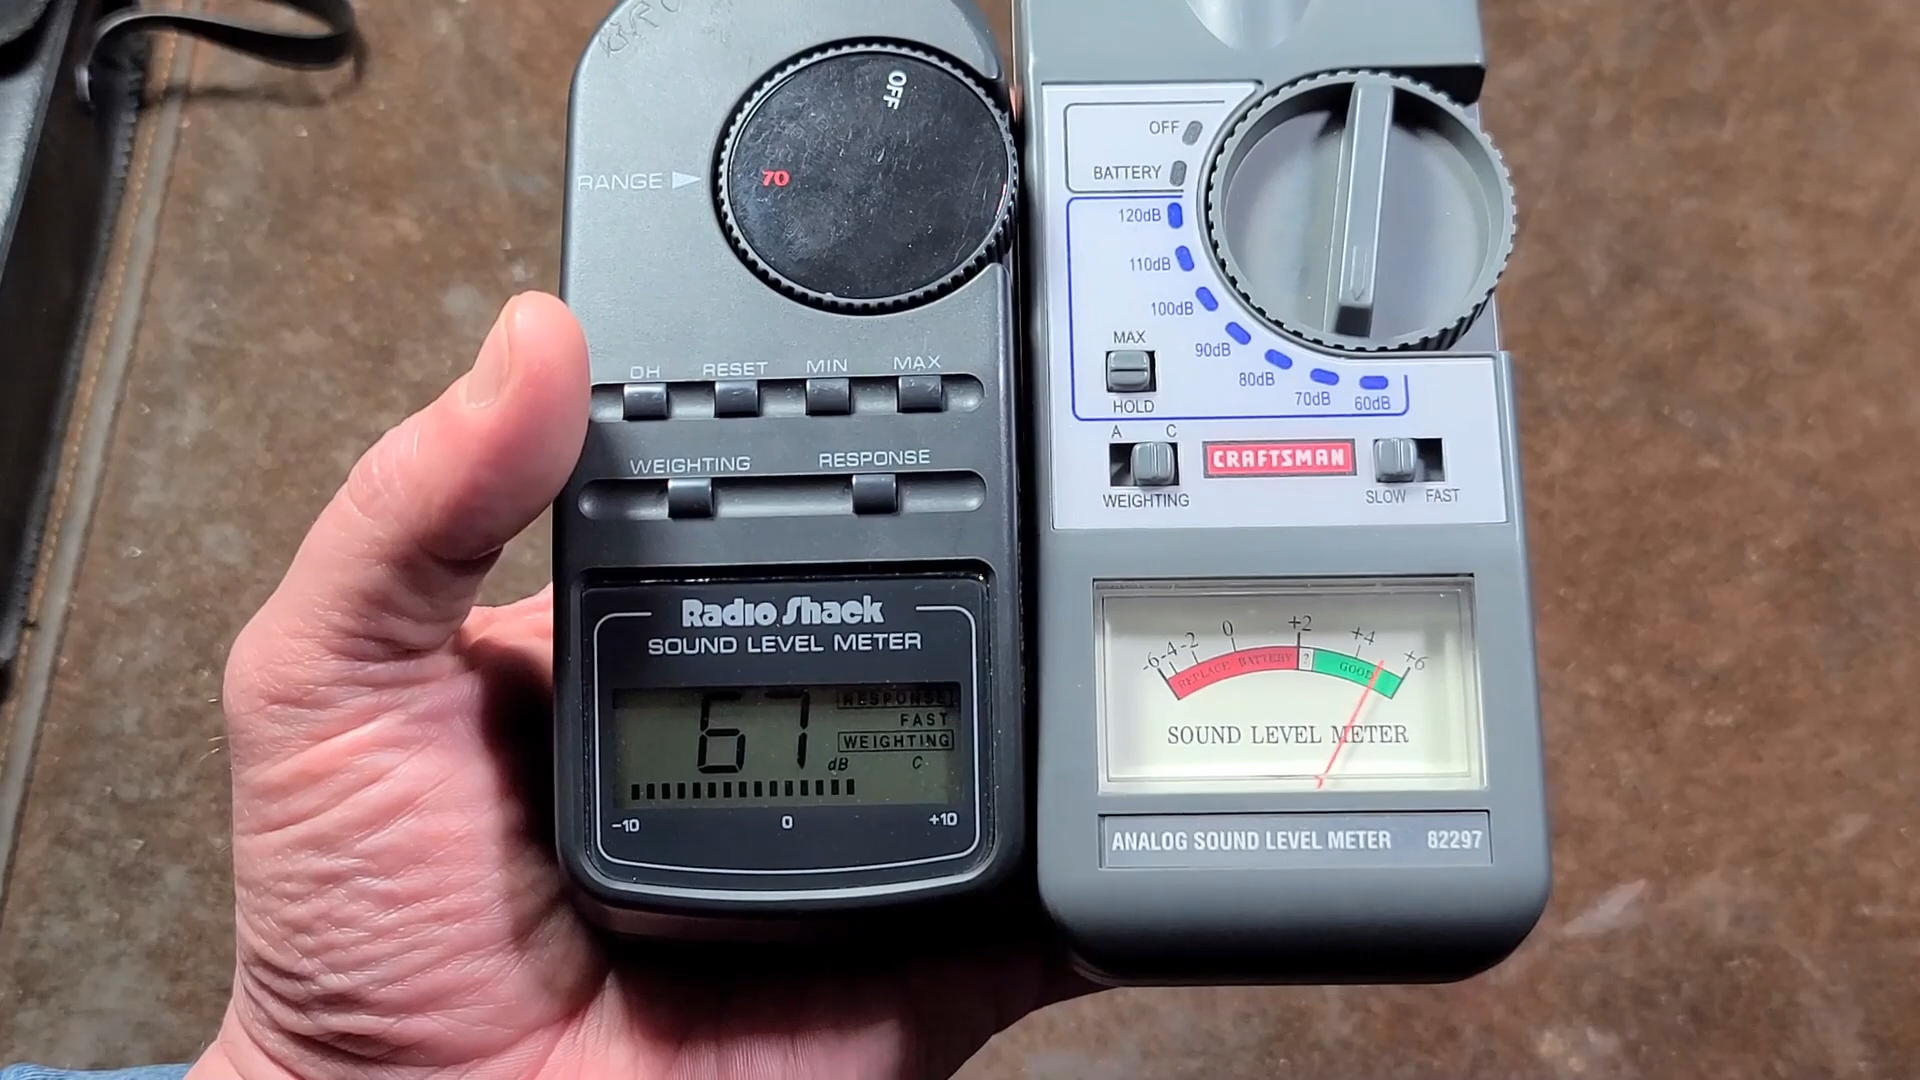 OFF
RANGE
70
DH RESET MIN MAX
WEIGHTING RESPONSE
Radio Shack
SOUND LEVEL METER
67 dB
RESPONSE
FAST
WEIGHTING
C
-10 0 +10
OFF
BATTERY
120dB
110dB
100dB
90dB
80dB
70dB
60dB
MAX
HOLD
A C
WEIGHTING
CRAFTSMAN
SLOW FAST
-6 -4 -2 0 +2 +4 +6
REPLACE BATTERY ? GOOD
SOUND LEVEL METER
ANALOG SOUND LEVEL METER 82297